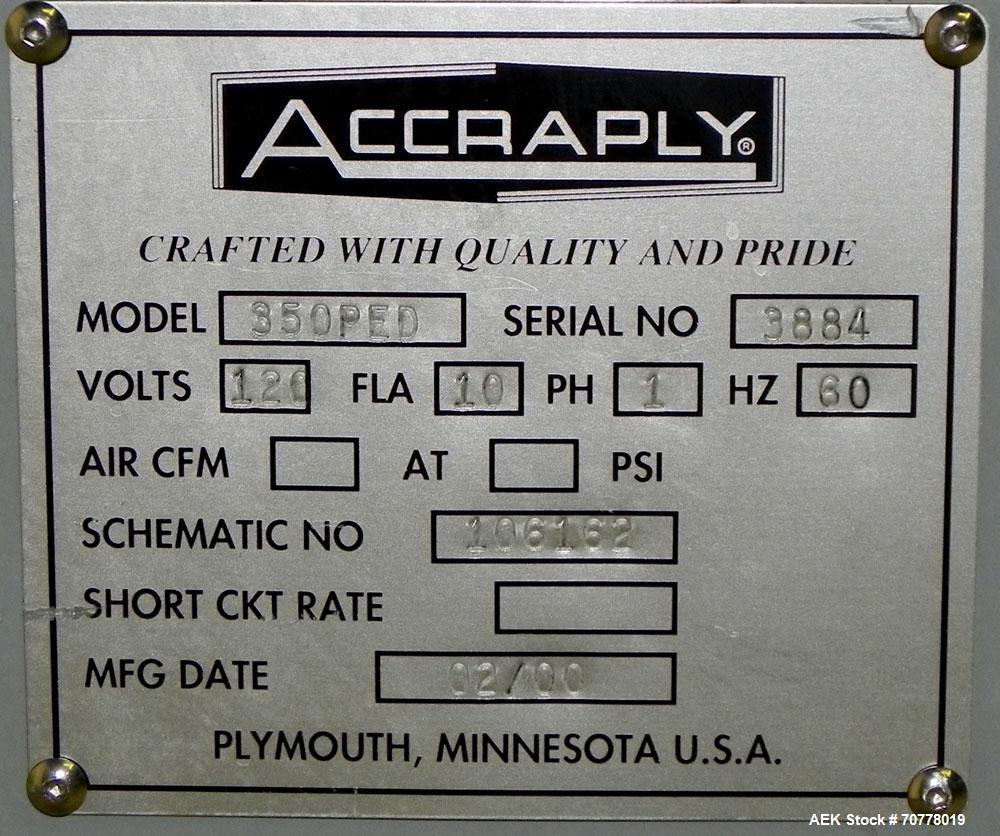 ACCRAPLY®
CRAFTED WITH QUALITY AND PRIDE
MODEL 350PED SERIAL NO 3884
VOLTS 120 FLA 10 PH 1 HZ 60
AIR CFM AT PSI
SCHEMATIC NO 106162
SHORT CKT RATE
MFG DATE 02/00
PLYMOUTH, MINNESOTA U.S.A.
AEK Stock # 70778019